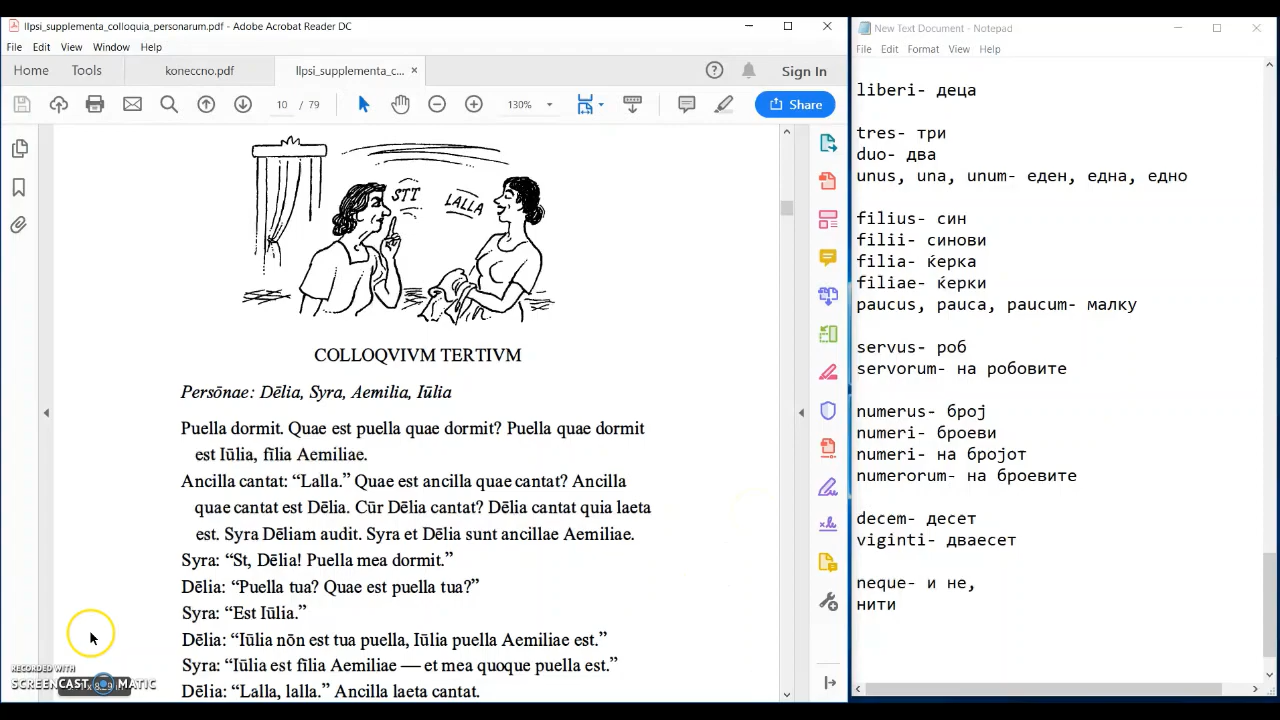 llpsi_supplementa_colloquia_personarum.pdf - Adobe Acrobat Reader DC
File Edit View Window Help
Home Tools koneccno.pdf llpsi_supplementa_c... × Sign In
10 / 79 130% Share
STT
LALLA
COLLOQVIVM TERTIVM
Persōnae: Dēlia, Syra, Aemilia, Iūlia
Puella dormit. Quae est puella quae dormit? Puella quae dormit
est Iūlia, fīlia Aemiliae.
Ancilla cantat: “Lalla.” Quae est ancilla quae cantat? Ancilla
quae cantat est Dēlia. Cūr Dēlia cantat? Dēlia cantat quia laeta
est. Syra Dēliam audit. Syra et Dēlia sunt ancillae Aemiliae.
Syra: “St, Dēlia! Puella mea dormit.”
Dēlia: “Puella tua? Quae est puella tua?”
Syra: “Est Iūlia.”
Dēlia: “Iūlia nōn est tua puella, Iūlia puella Aemiliae est.”
Syra: “Iūlia est fīlia Aemiliae — et mea quoque puella est.”
Dēlia: “Lalla, lalla.” Ancilla laeta cantat.
RECORDED WITH
SCREENCAST MATIC
New Text Document - Notepad
File Edit Format View Help
liberi- деца
tres- три
duo- два
unus, una, unum- еден, една, едно
filius- син
filii- синови
filia- ќерка
filiae- ќерки
paucus, pauca, paucum- малку
servus- роб
servorum- на робовите
numerus- број
numeri- броеви
numeri- на бројот
numerorum- на броевите
decem- десет
viginti- дваесет
neque- и не,
нити